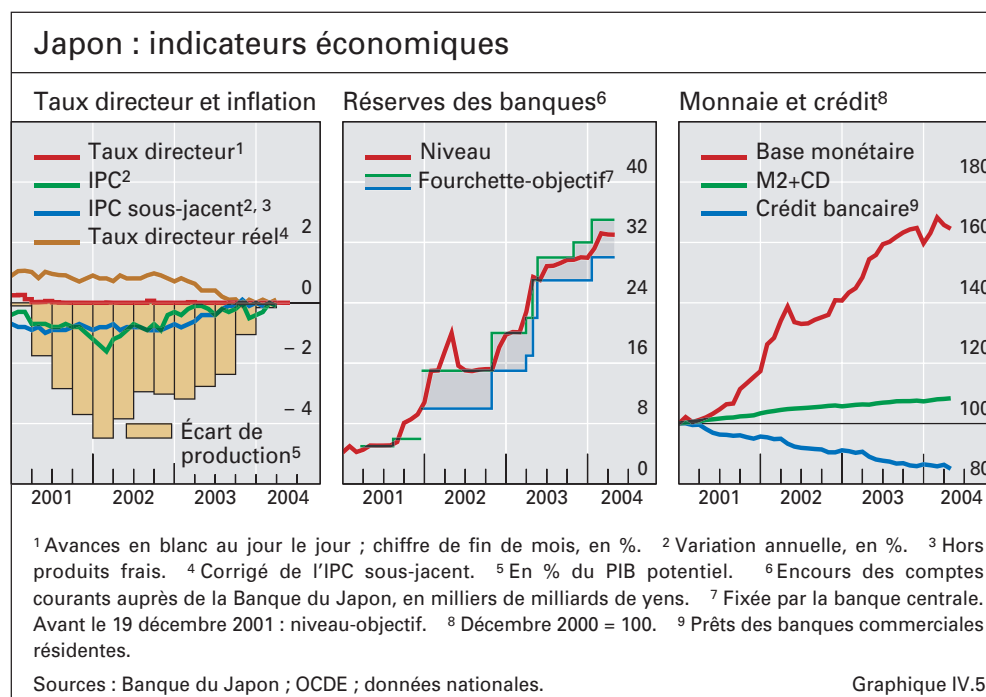 Japon : indicateurs économiques
Taux directeur et inflation
Taux directeur¹
IPC²
IPC sous-jacent²,³
Taux directeur réel⁴
2
0
– 2
– 4
Écart de
production⁵
2001 2002 2003 2004
Réserves des banques⁶
Niveau
Fourchette-objectif⁷
40
32
24
16
8
0
2001 2002 2003 2004
Monnaie et crédit⁸
Base monétaire
M2+CD
Crédit bancaire⁹
180
160
140
120
100
80
2001 2002 2003 2004
¹ Avances en blanc au jour le jour ; chiffre de fin de mois, en %. ² Variation annuelle, en %. ³ Hors
produits frais. ⁴ Corrigé de l’IPC sous-jacent. ⁵ En % du PIB potentiel. ⁶ Encours des comptes
courants auprès de la Banque du Japon, en milliers de milliards de yens. ⁷ Fixée par la banque centrale.
Avant le 19 décembre 2001 : niveau-objectif. ⁸ Décembre 2000 = 100. ⁹ Prêts des banques commerciales
résidentes.
Sources : Banque du Japon ; OCDE ; données nationales. Graphique IV.5